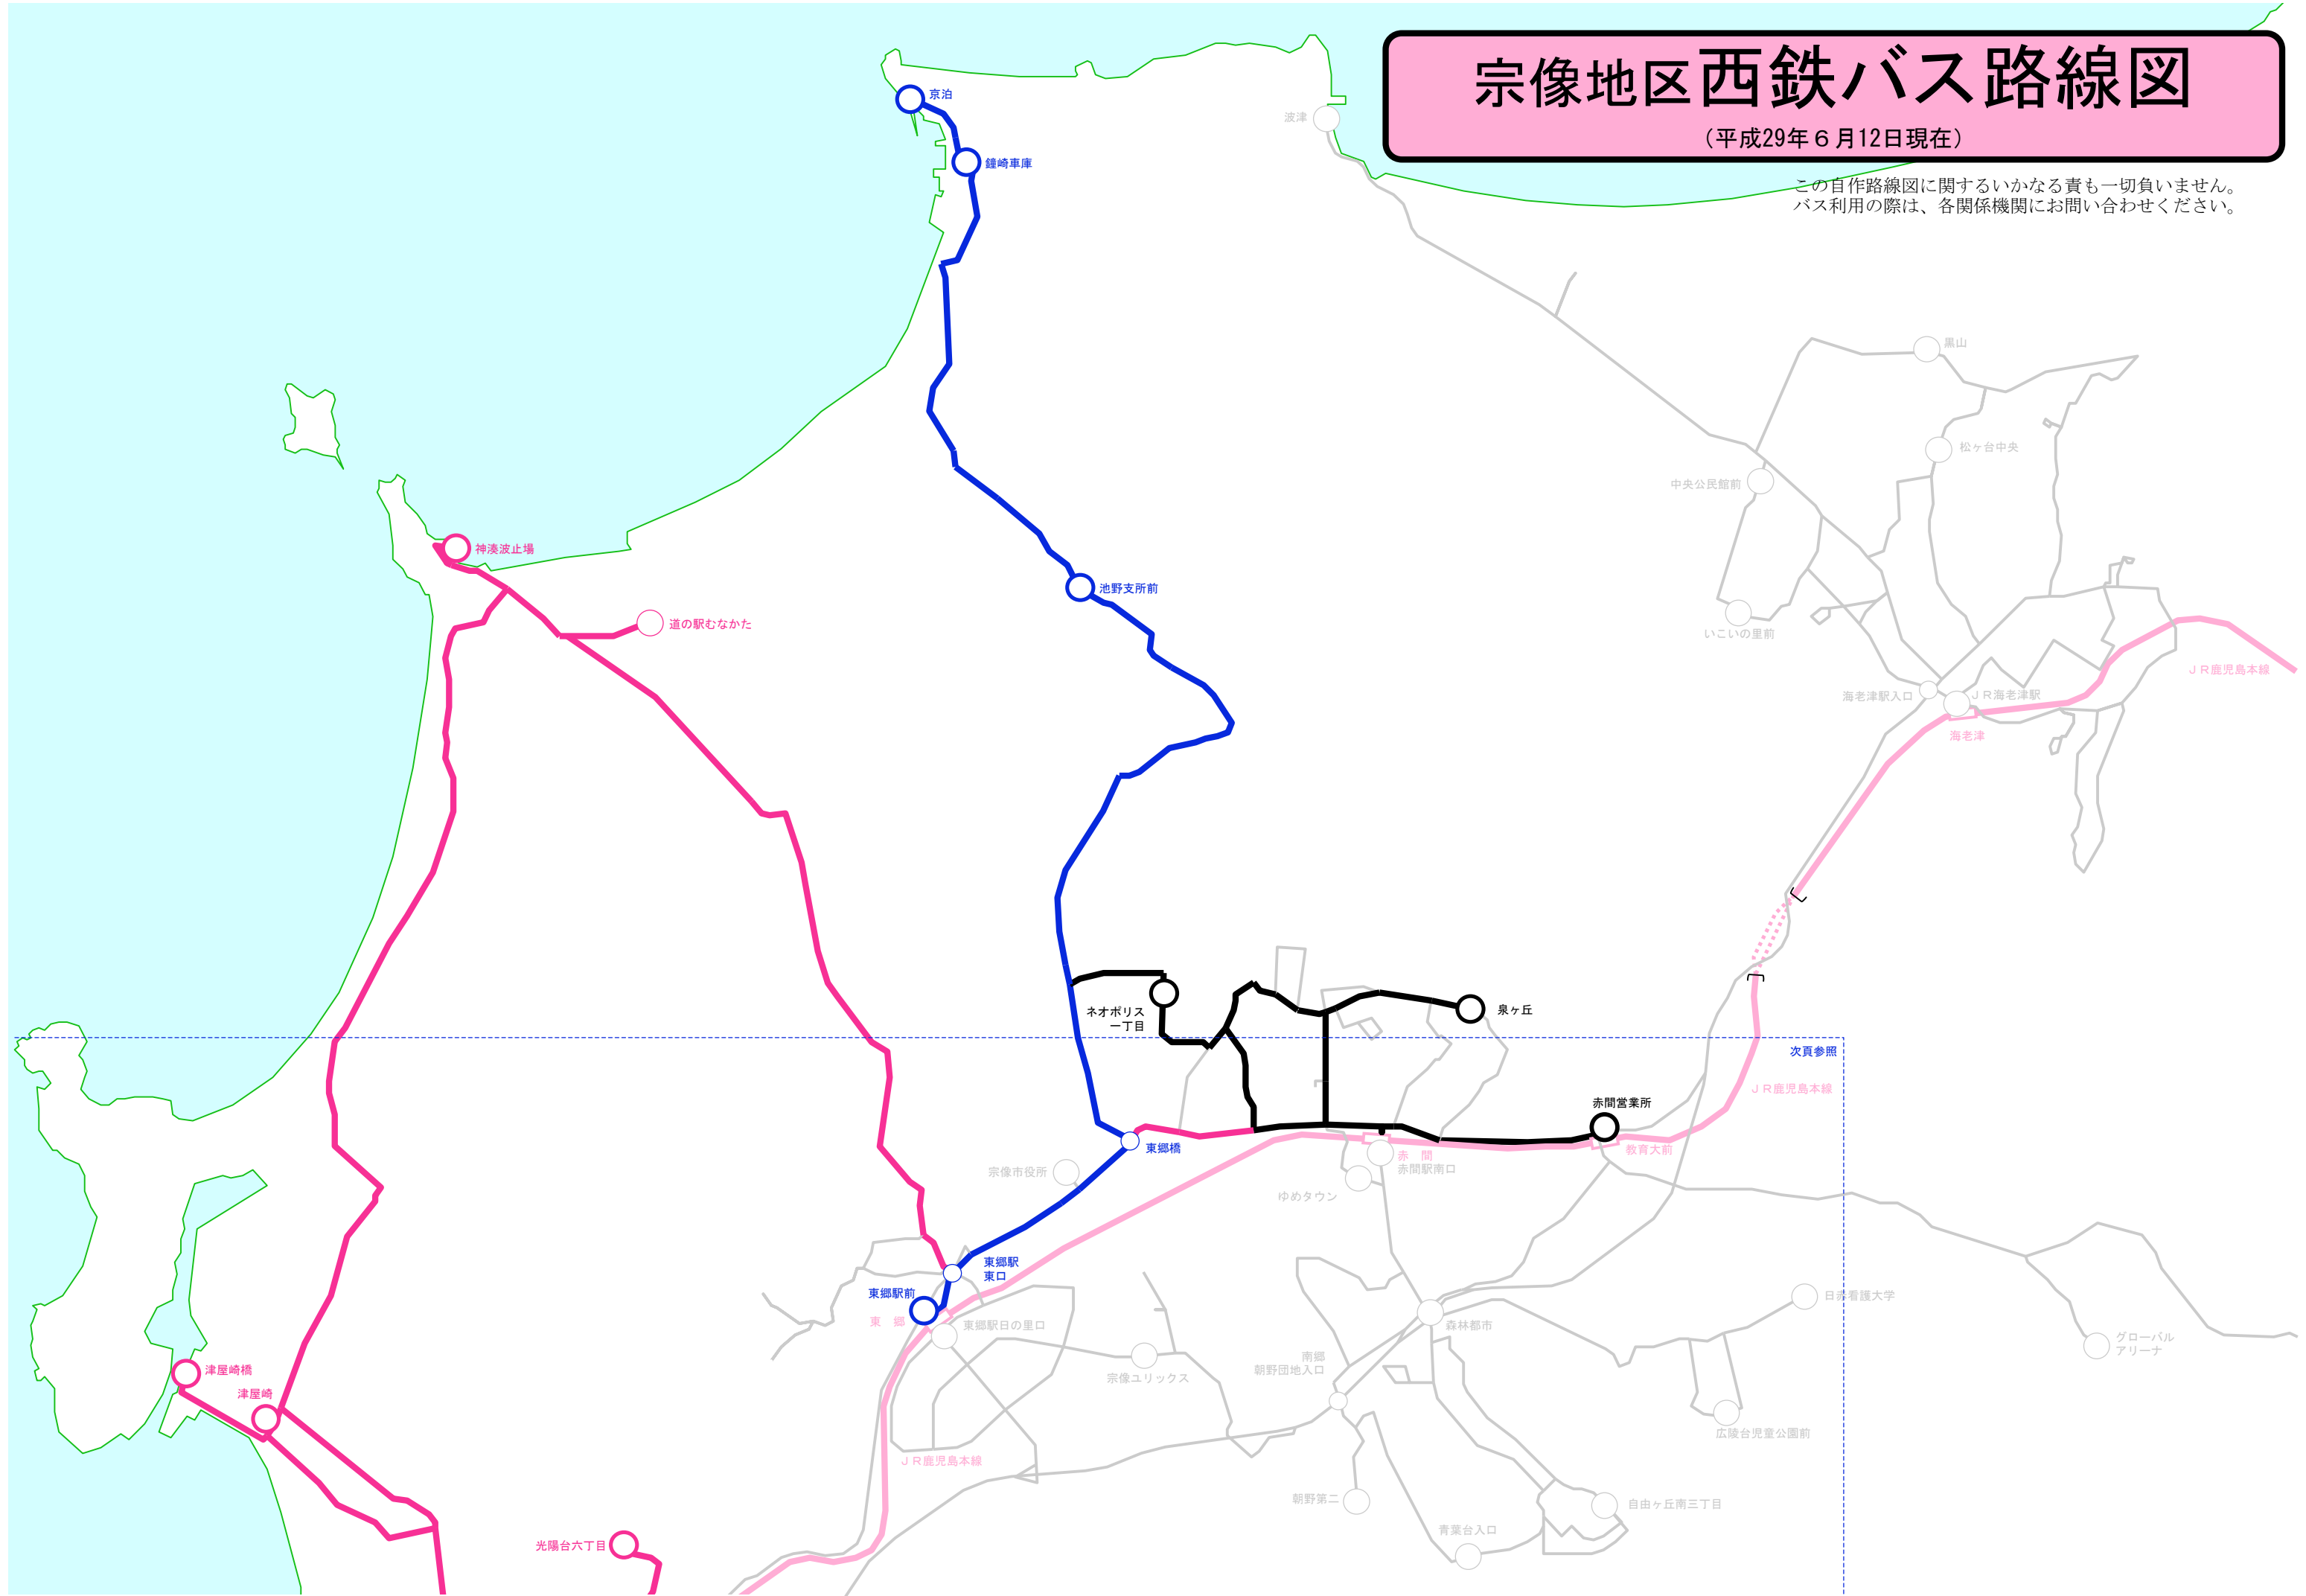 宗像地区西鉄バス路線図
（平成29年６月12日現在）
この自作路線図に関するいかなる責も一切負いません。
バス利用の際は、各関係機関にお問い合わせください。
京泊
鐘崎車庫
波津
黒山
松ヶ台中央
中央公民館前
神湊波止場
池野支所前
道の駅むなかた
いこいの里前
ＪＲ鹿児島本線
海老津駅入口
ＪＲ海老津駅
海老津
ネオポリス
一丁目
泉ヶ丘
次頁参照
ＪＲ鹿児島本線
赤間営業所
東郷橋
教育大前
赤　間
赤間駅南口
宗像市役所
ゆめタウン
東郷駅
東口
東郷駅前
東　郷
東郷駅日の里口
日赤看護大学
森林都市
グローバル
アリーナ
南郷
朝野団地入口
宗像ユリックス
津屋崎橋
津屋崎
広陵台児童公園前
ＪＲ鹿児島本線
朝野第二
自由ヶ丘南三丁目
青葉台入口
光陽台六丁目